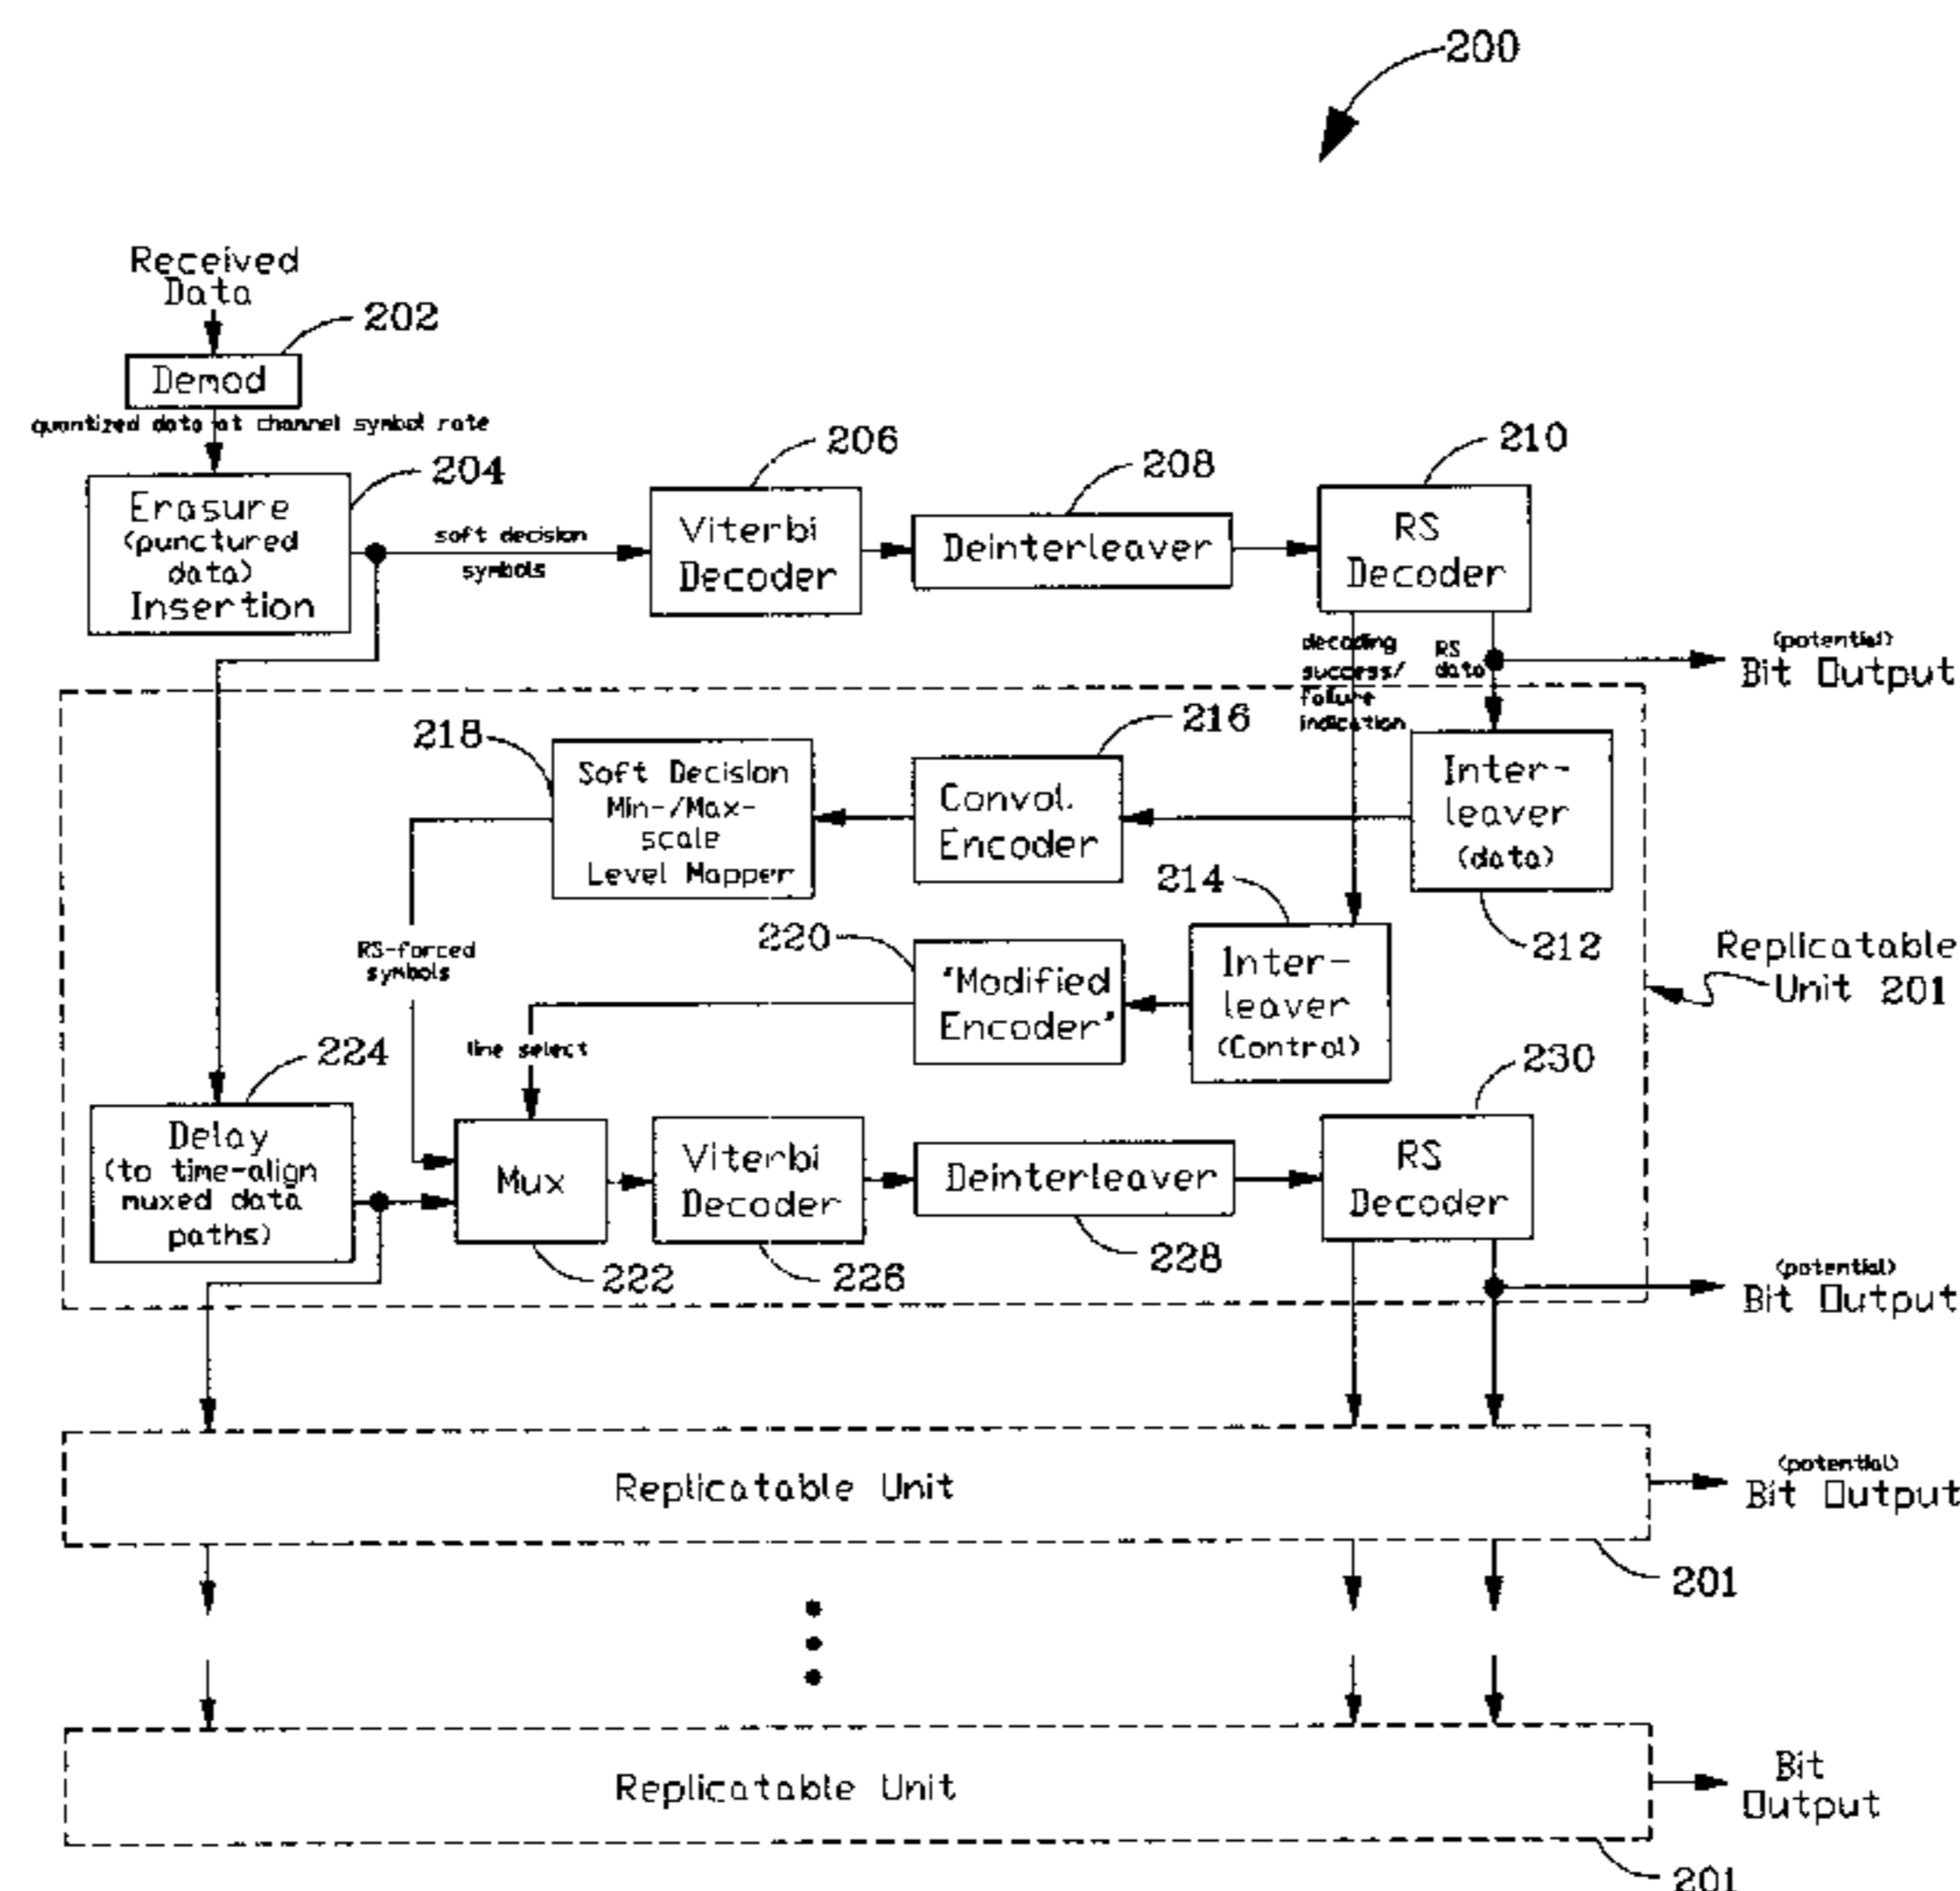 200
Received
Data
202
Demod
quantized data at channel symbol rate
204
Erasure
(punctured
data)
Insertion
soft decision
symbols
206
Viterbi
Decoder
208
Deinterleaver
210
RS
Decoder
decoding
success/
failure
indication
RS
data
(potential)
Bit Output
218
Soft Decision
Min-/Max-
scale
Level Mapper
216
Convol.
Encoder
Inter-
leaver
(data)
212
214
Inter-
leaver
(Control)
220
'Modified
Encoder'
RS-forced
symbols
line select
Replicatable
Unit 201
224
Delay
(to time-align
muxed data
paths)
Mux
222
Viterbi
Decoder
226
Deinterleaver
228
230
RS
Decoder
(potential)
Bit Output
Replicatable Unit
(potential)
Bit Output
201
Replicatable Unit
Bit
Output
201